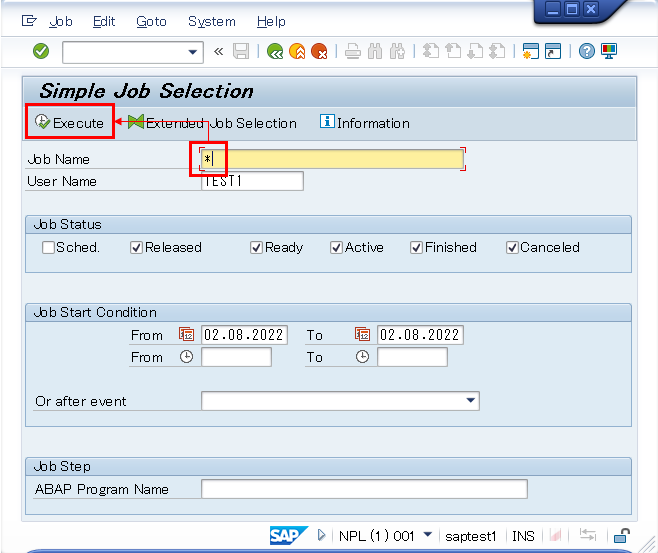 Job Edit Goto System Help
Simple Job Selection
Execute Extended Job Selection Information
Job Name *
User Name TEST1
Job Status
Sched. Released Ready Active Finished Canceled
Job Start Condition
From 02.08.2022 To 02.08.2022
From To
Or after event
Job Step
ABAP Program Name
SAP NPL (1) 001 saptest1 INS